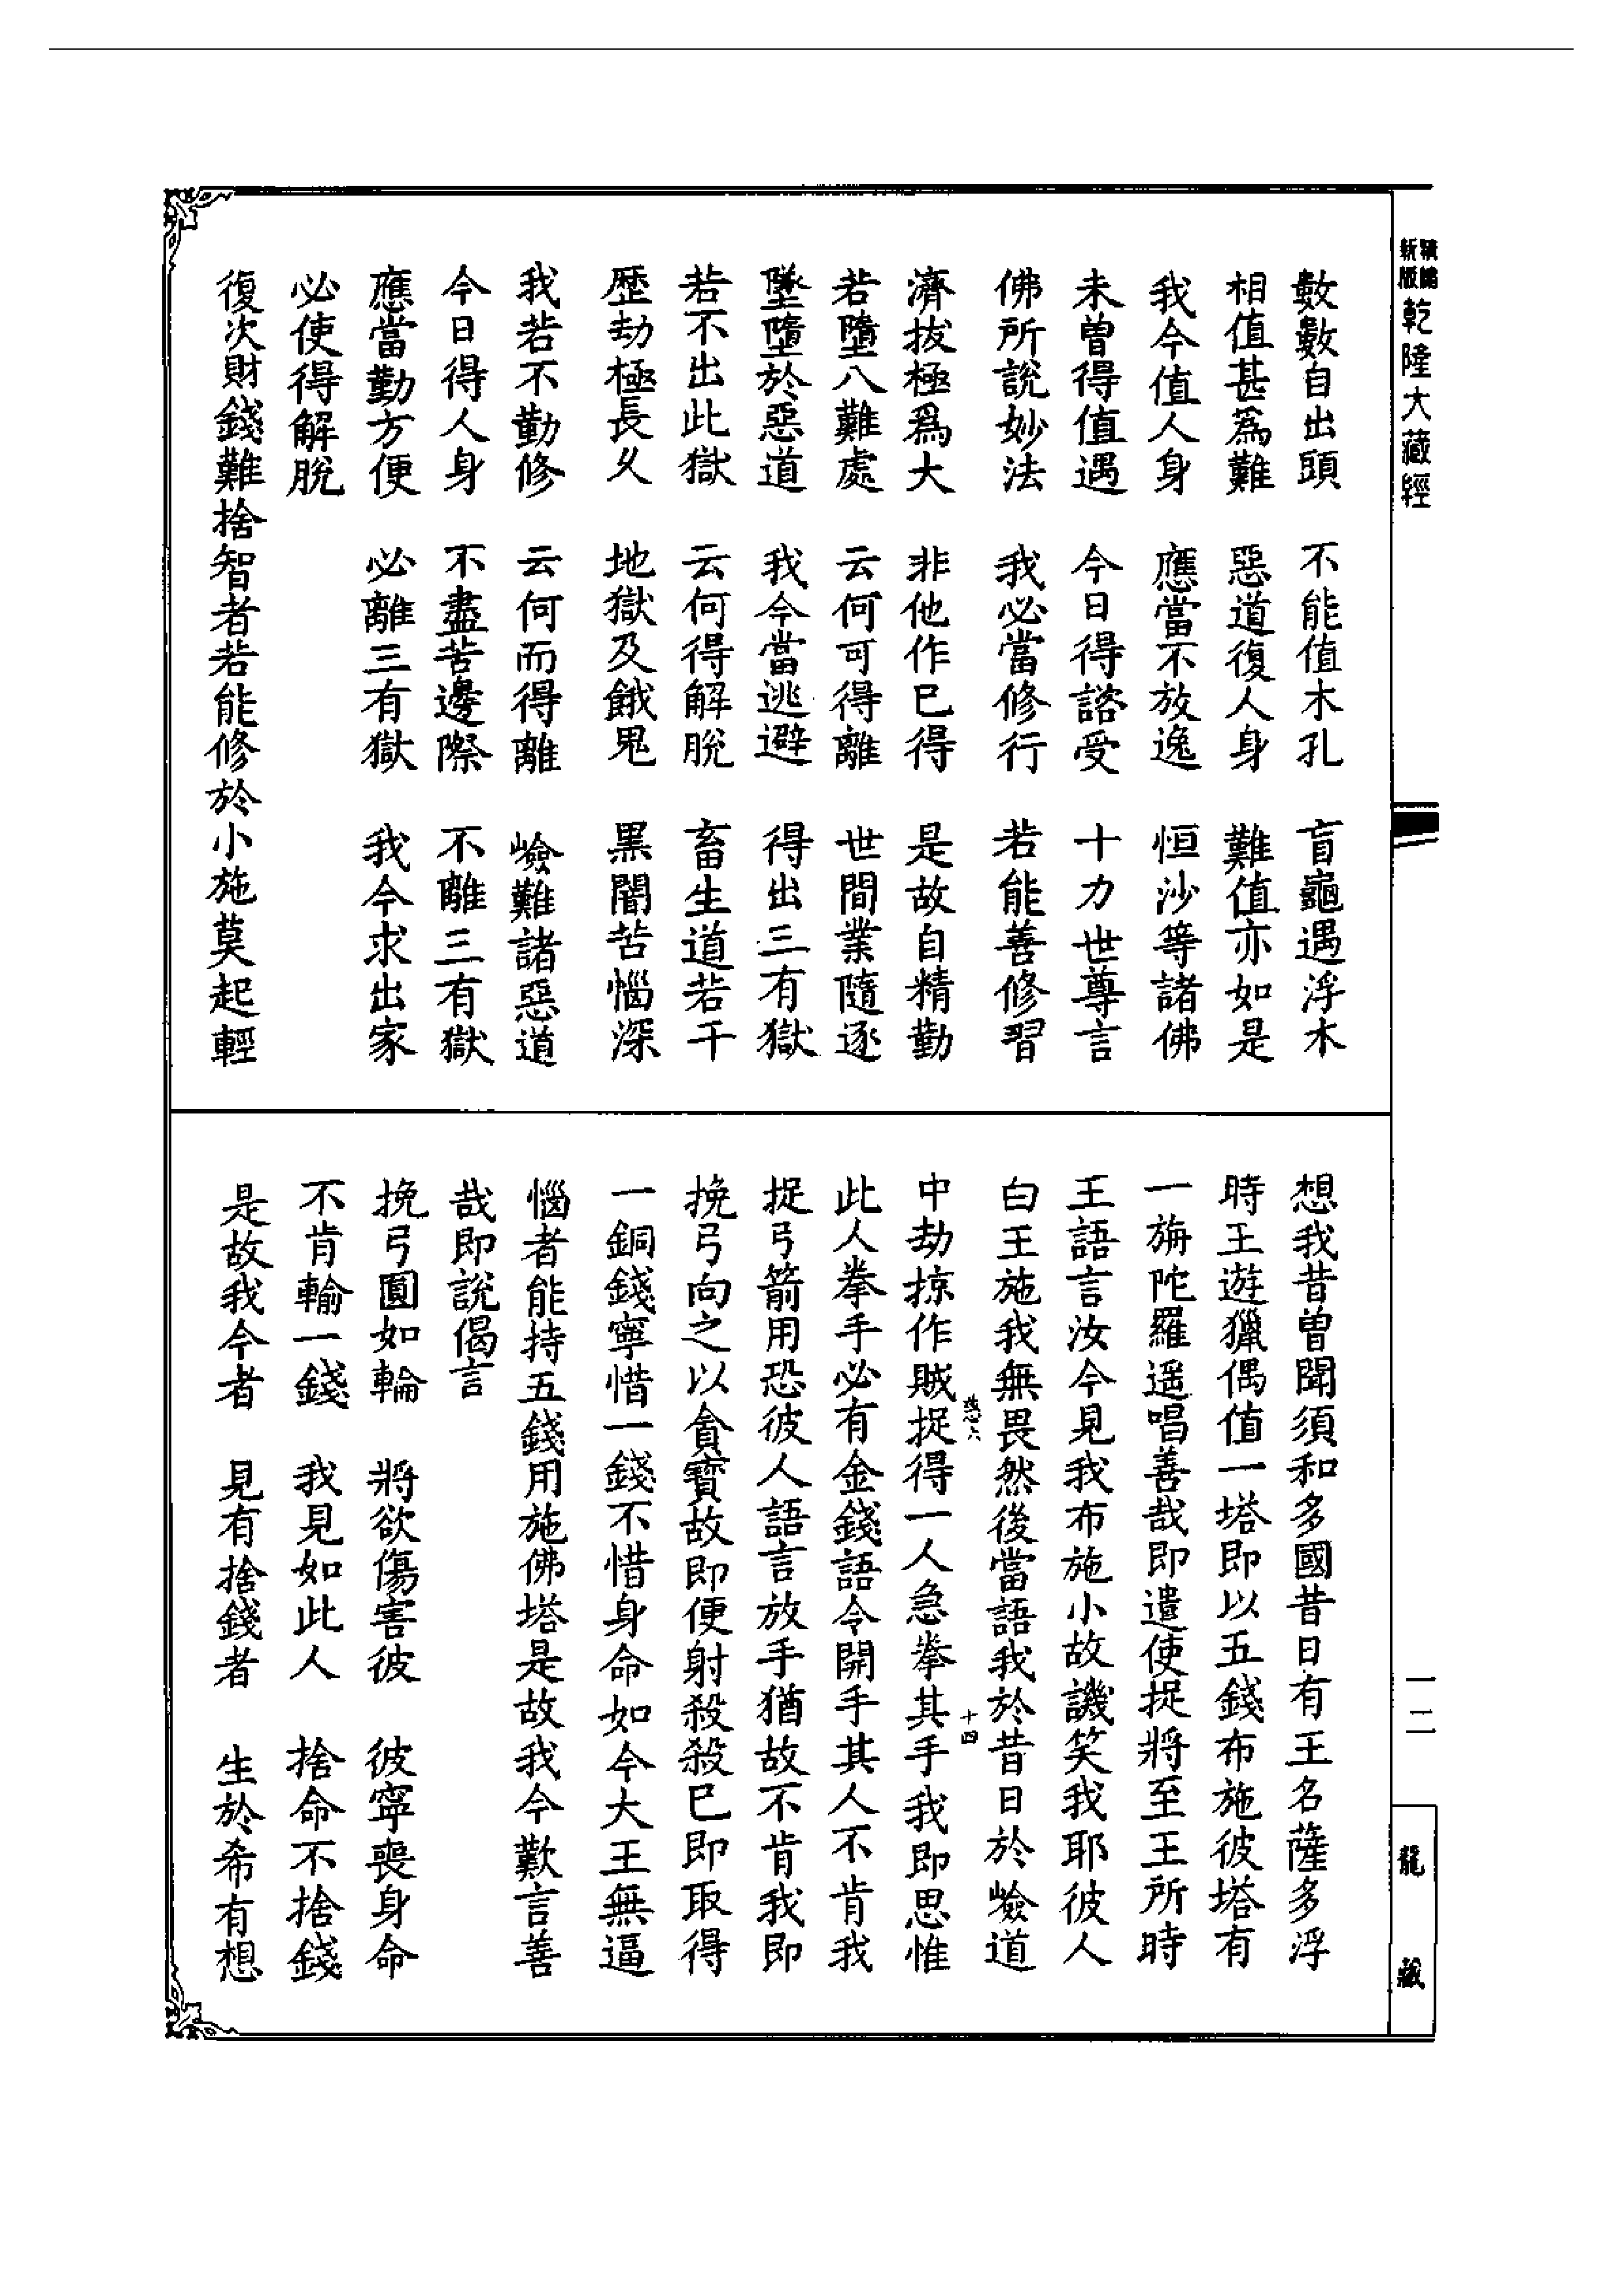 新版精編
乾隆大藏經
數數自出頭　不能值木孔　盲龜遇浮木
相值甚爲難　惡道復人身　難值亦如是
我今值人身　應當不放逸　恒沙等諸佛
未曾得值遇　今日得諮受　十力世尊言
佛所說妙法　我必當修行　若能善修習
濟拔極爲大　非他作已得　是故自精勤
若墮八難處　云何可得離　世間業隨逐
墜墮於惡道　我今當逃避　得出三有獄
若不出此獄　云何得解脫　畜生道若干
歷劫極長久　地獄及餓鬼　黑闇苦惱深
我若不勤修　云何而得離　嶮難諸惡道
今日得人身　不盡苦邊際　不離三有獄
應當勤方便　必離三有獄　我今求出家
必使得解脫
復次財錢難捨智者若能修於小施莫起輕
想我昔曾聞須和多國昔日有王名薩多浮
時王遊獵偶值一塔即以五錢布施彼塔有
一旃陀羅遥唱善哉即遣使捉將至王所時
王語言汝今見我布施小故譏笑我耶彼人
白王施我無畏然後當語我於昔日於嶮道
中劫掠作賊捉得一人急拳其手我即思惟
此人拳手必有金錢語令開手其人不肯我
捉弓箭用恐彼人語言放手猶故不肯我即
挽弓向之以貪寶故即便射殺殺已即取得
一銅錢寧惜一錢不惜身命如今大王無逼
惱者能持五錢用施佛塔是故我今歎言善
哉即說偈言
挽弓圓如輪　將欲傷害彼　彼寧喪身命
不肯輸一錢　我見如此人　捨命不捨錢
是故我今者　見有捨錢者　生於希有想
十四
一二
龍藏